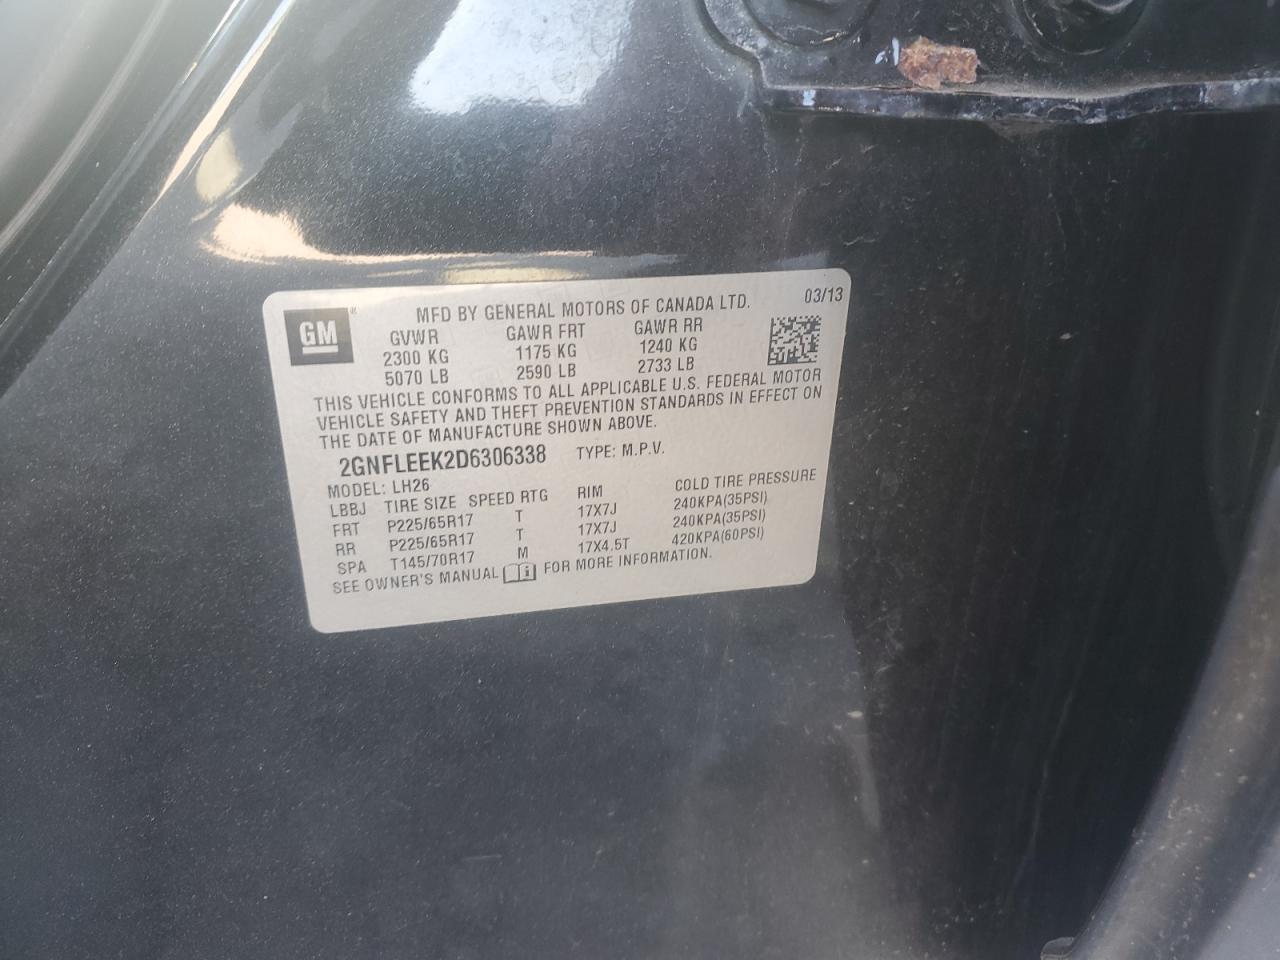 GM®
MFD BY GENERAL MOTORS OF CANADA LTD. 03/13
GVWR GAWR FRT GAWR RR
2300 KG 1175 KG 1240 KG
5070 LB 2590 LB 2733 LB
THIS VEHICLE CONFORMS TO ALL APPLICABLE U.S. FEDERAL MOTOR
VEHICLE SAFETY AND THEFT PREVENTION STANDARDS IN EFFECT ON
THE DATE OF MANUFACTURE SHOWN ABOVE.
2GNFLEEK2D6306338 TYPE: M.P.V.
MODEL: LH26
LBBJ TIRE SIZE SPEED RTG RIM COLD TIRE PRESSURE
FRT P225/65R17 T 17X7J 240KPA(35PSI)
RR P225/65R17 T 17X7J 240KPA(35PSI)
SPA T145/70R17 M 17X4.5T 420KPA(60PSI)
SEE OWNER'S MANUAL i FOR MORE INFORMATION.